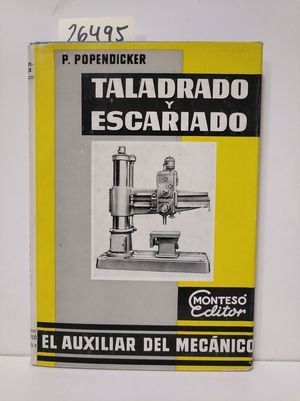 26495
P. POPENDICKER
TALADRADO
Y
ESCARIADO
MONTESÓ
Editor
EL AUXILIAR DEL MECÁNICO